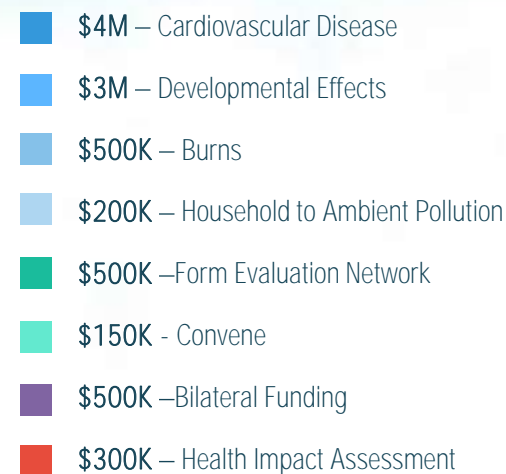 $4M – Cardiovascular Disease
$3M – Developmental Effects
$500K – Burns
$200K – Household to Ambient Pollution
$500K –Form Evaluation Network
$150K - Convene
$500K –Bilateral Funding
$300K – Health Impact Assessment